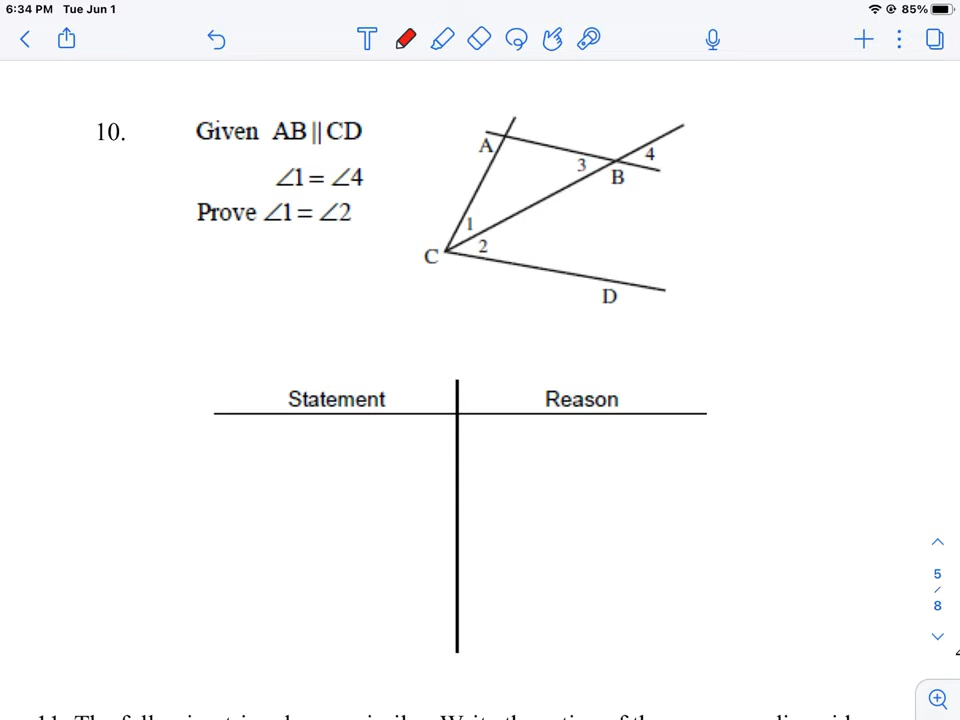 6:34 PM Tue Jun 1 85%
10. Given AB || CD
∠1 = ∠4
Prove ∠1 = ∠2
A
3
4
B
1
2
C
D
Statement Reason
5
/
8